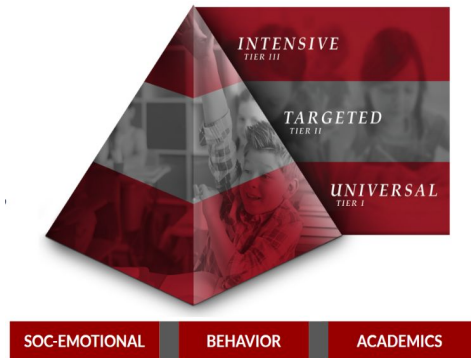 INTENSIVE
TIER III
TARGETED
TIER II
UNIVERSAL
TIER I
SOC-EMOTIONAL BEHAVIOR ACADEMICS